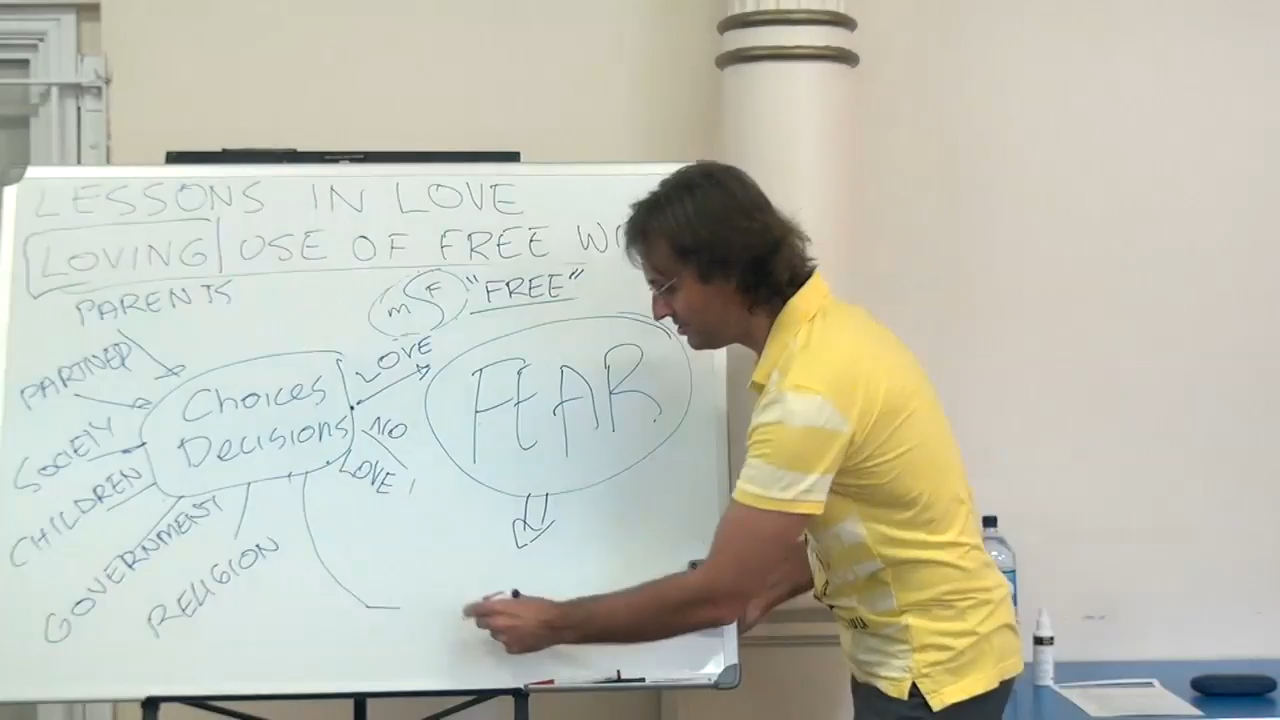 LESSONS IN LOVE
LOVING USE OF FREE
PARENTS
m F "FREE"
PARTNER
LOVE
Choices
FEAR
SOCIETY
Decisions
NO
LOVE
CHILDREN
GOVERNMENT
RELIGION